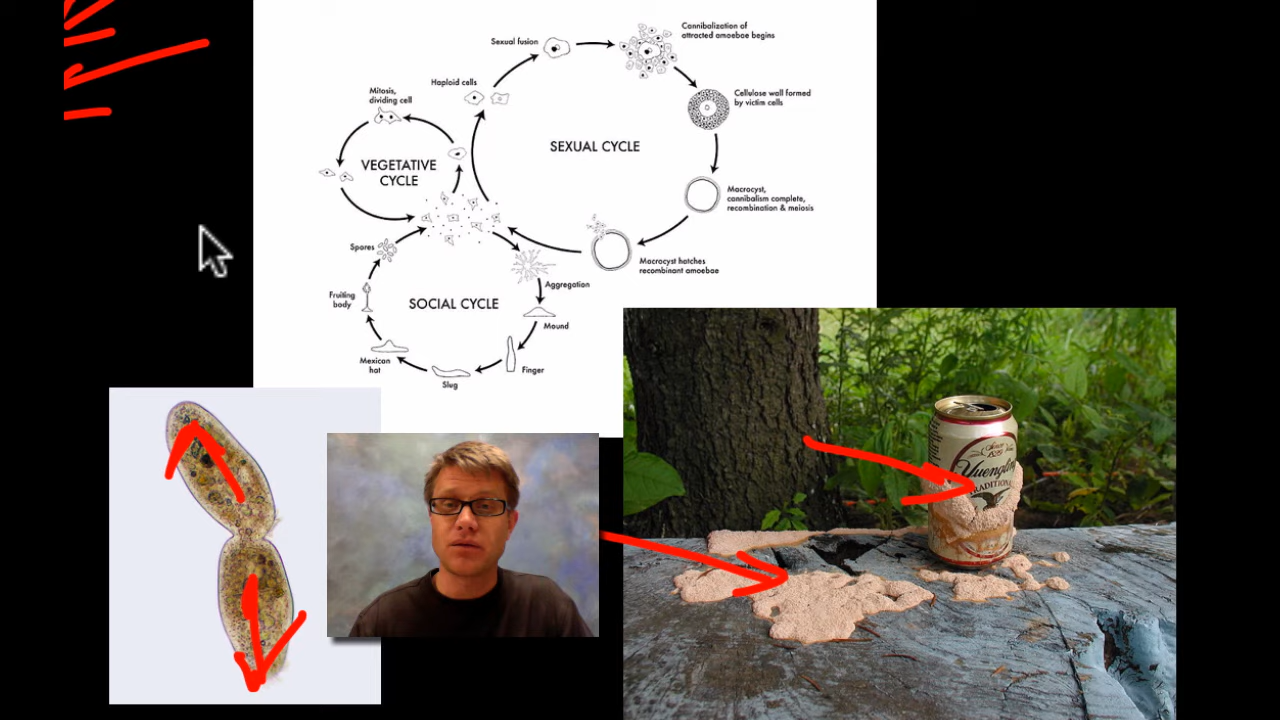 Cannibalization of
attracted amoebae begins
Sexual fusion
Haploid cells
Mitosis,
dividing cell
Cellulose wall formed
by victim cells
SEXUAL CYCLE
VEGETATIVE
CYCLE
Macrocyst,
cannibalism complete,
recombination & meiosis
Spores
Macrocyst hatches
recombinant amoebae
Aggregation
Fruiting
body
SOCIAL CYCLE
Mound
Mexican
hat
Finger
Slug
Yuengling
TRADITION